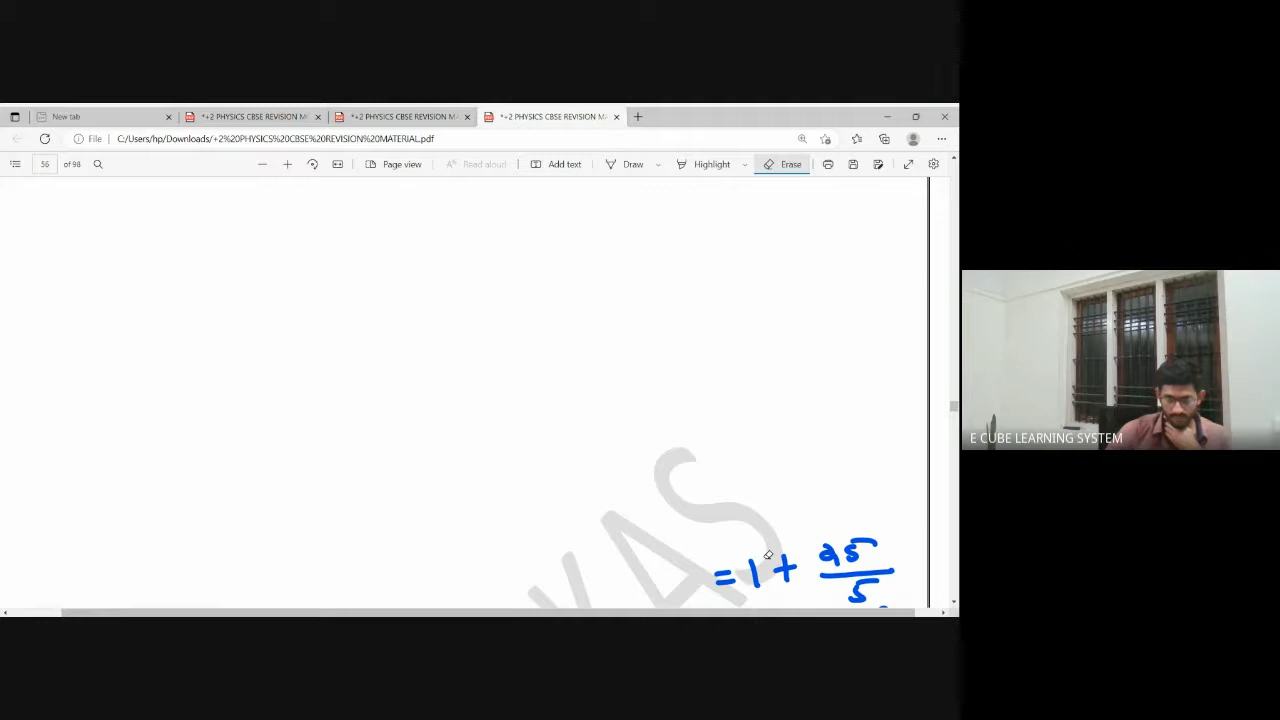 New tab
*+2 PHYSICS CBSE REVISION M
*+2 PHYSICS CBSE REVISION M
*+2 PHYSICS CBSE REVISION MA
File
C:/Users/hp/Downloads/+2%20PHYSICS%20CBSE%20REVISION%20MATERIAL.pdf
56 of 98
Page view
Read aloud
Add text
Draw
Highlight
Erase
KAS
= 1 + 25/5
E CUBE LEARNING SYSTEM